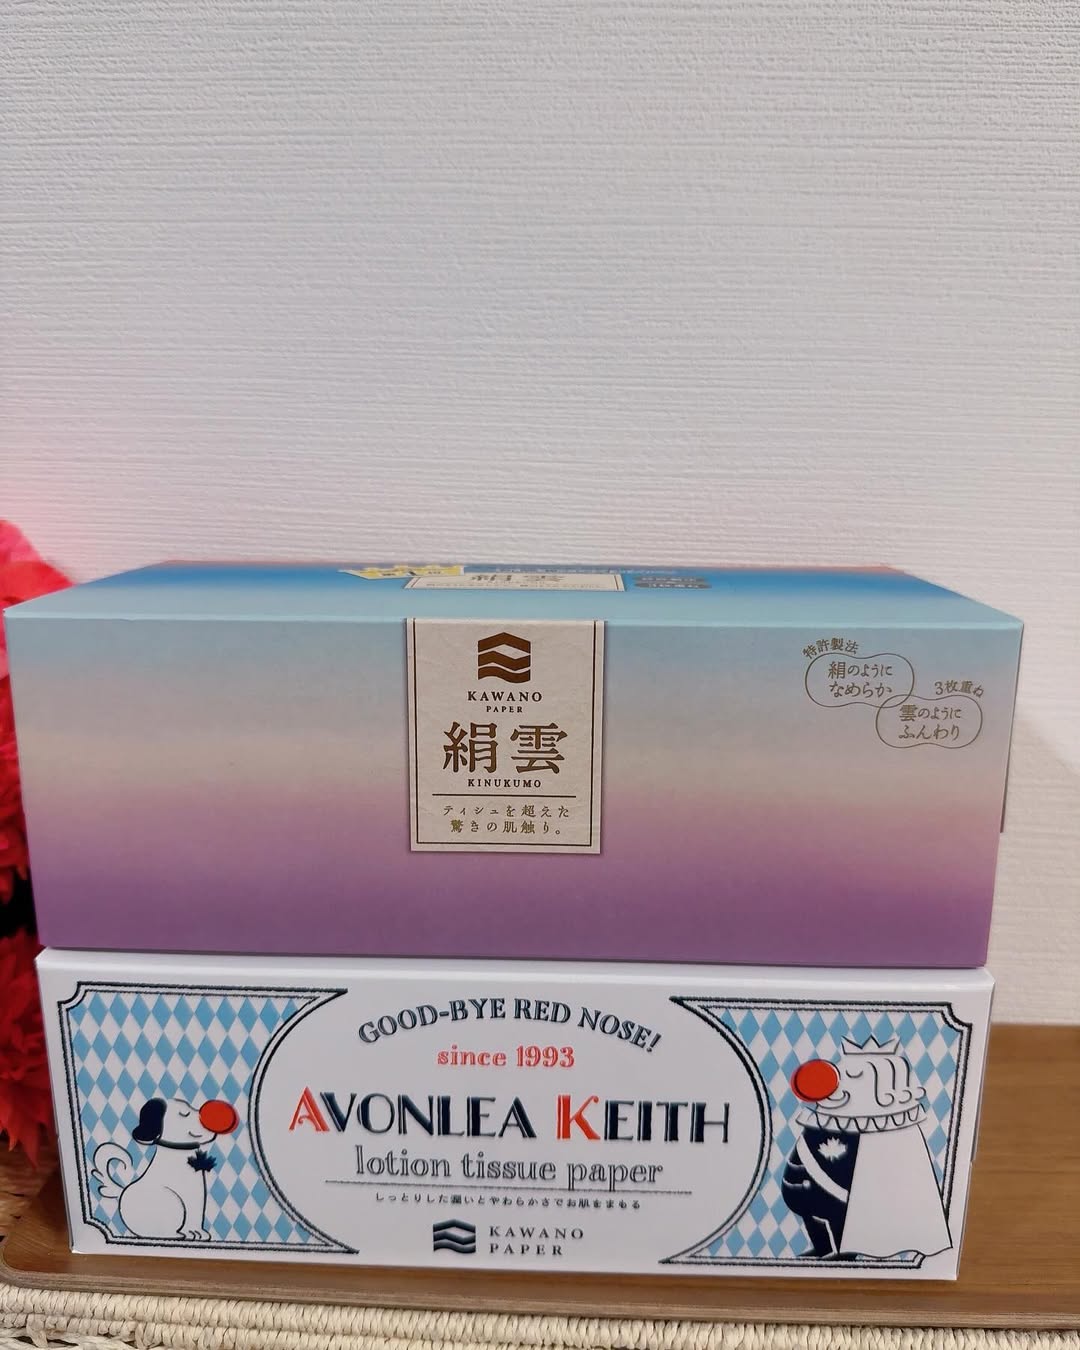 絹雲
KAWANO
PAPER
絹雲
KINUKUMO
ティシュを超えた
驚きの肌触り。
特許製法
絹のように
なめらか
3枚重ね
雲のように
ふんわり
GOOD-BYE RED NOSE!
since 1993
AVONLEA KEITH
lotion tissue paper
しっとりした潤いとやわらかさでお肌をまもる
KAWANO
PAPER